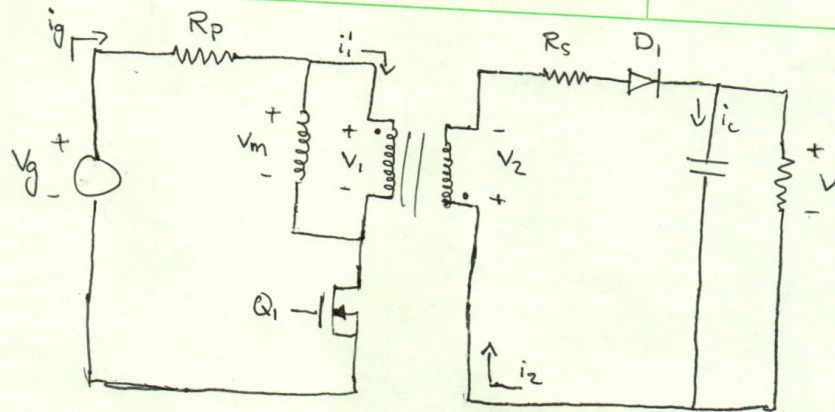 ig Rp i₁' Rs D₁
+ Vg -
+ Vm -
+ V₁ -
- V₂ +
ic
+ V -
Q₁
i₂